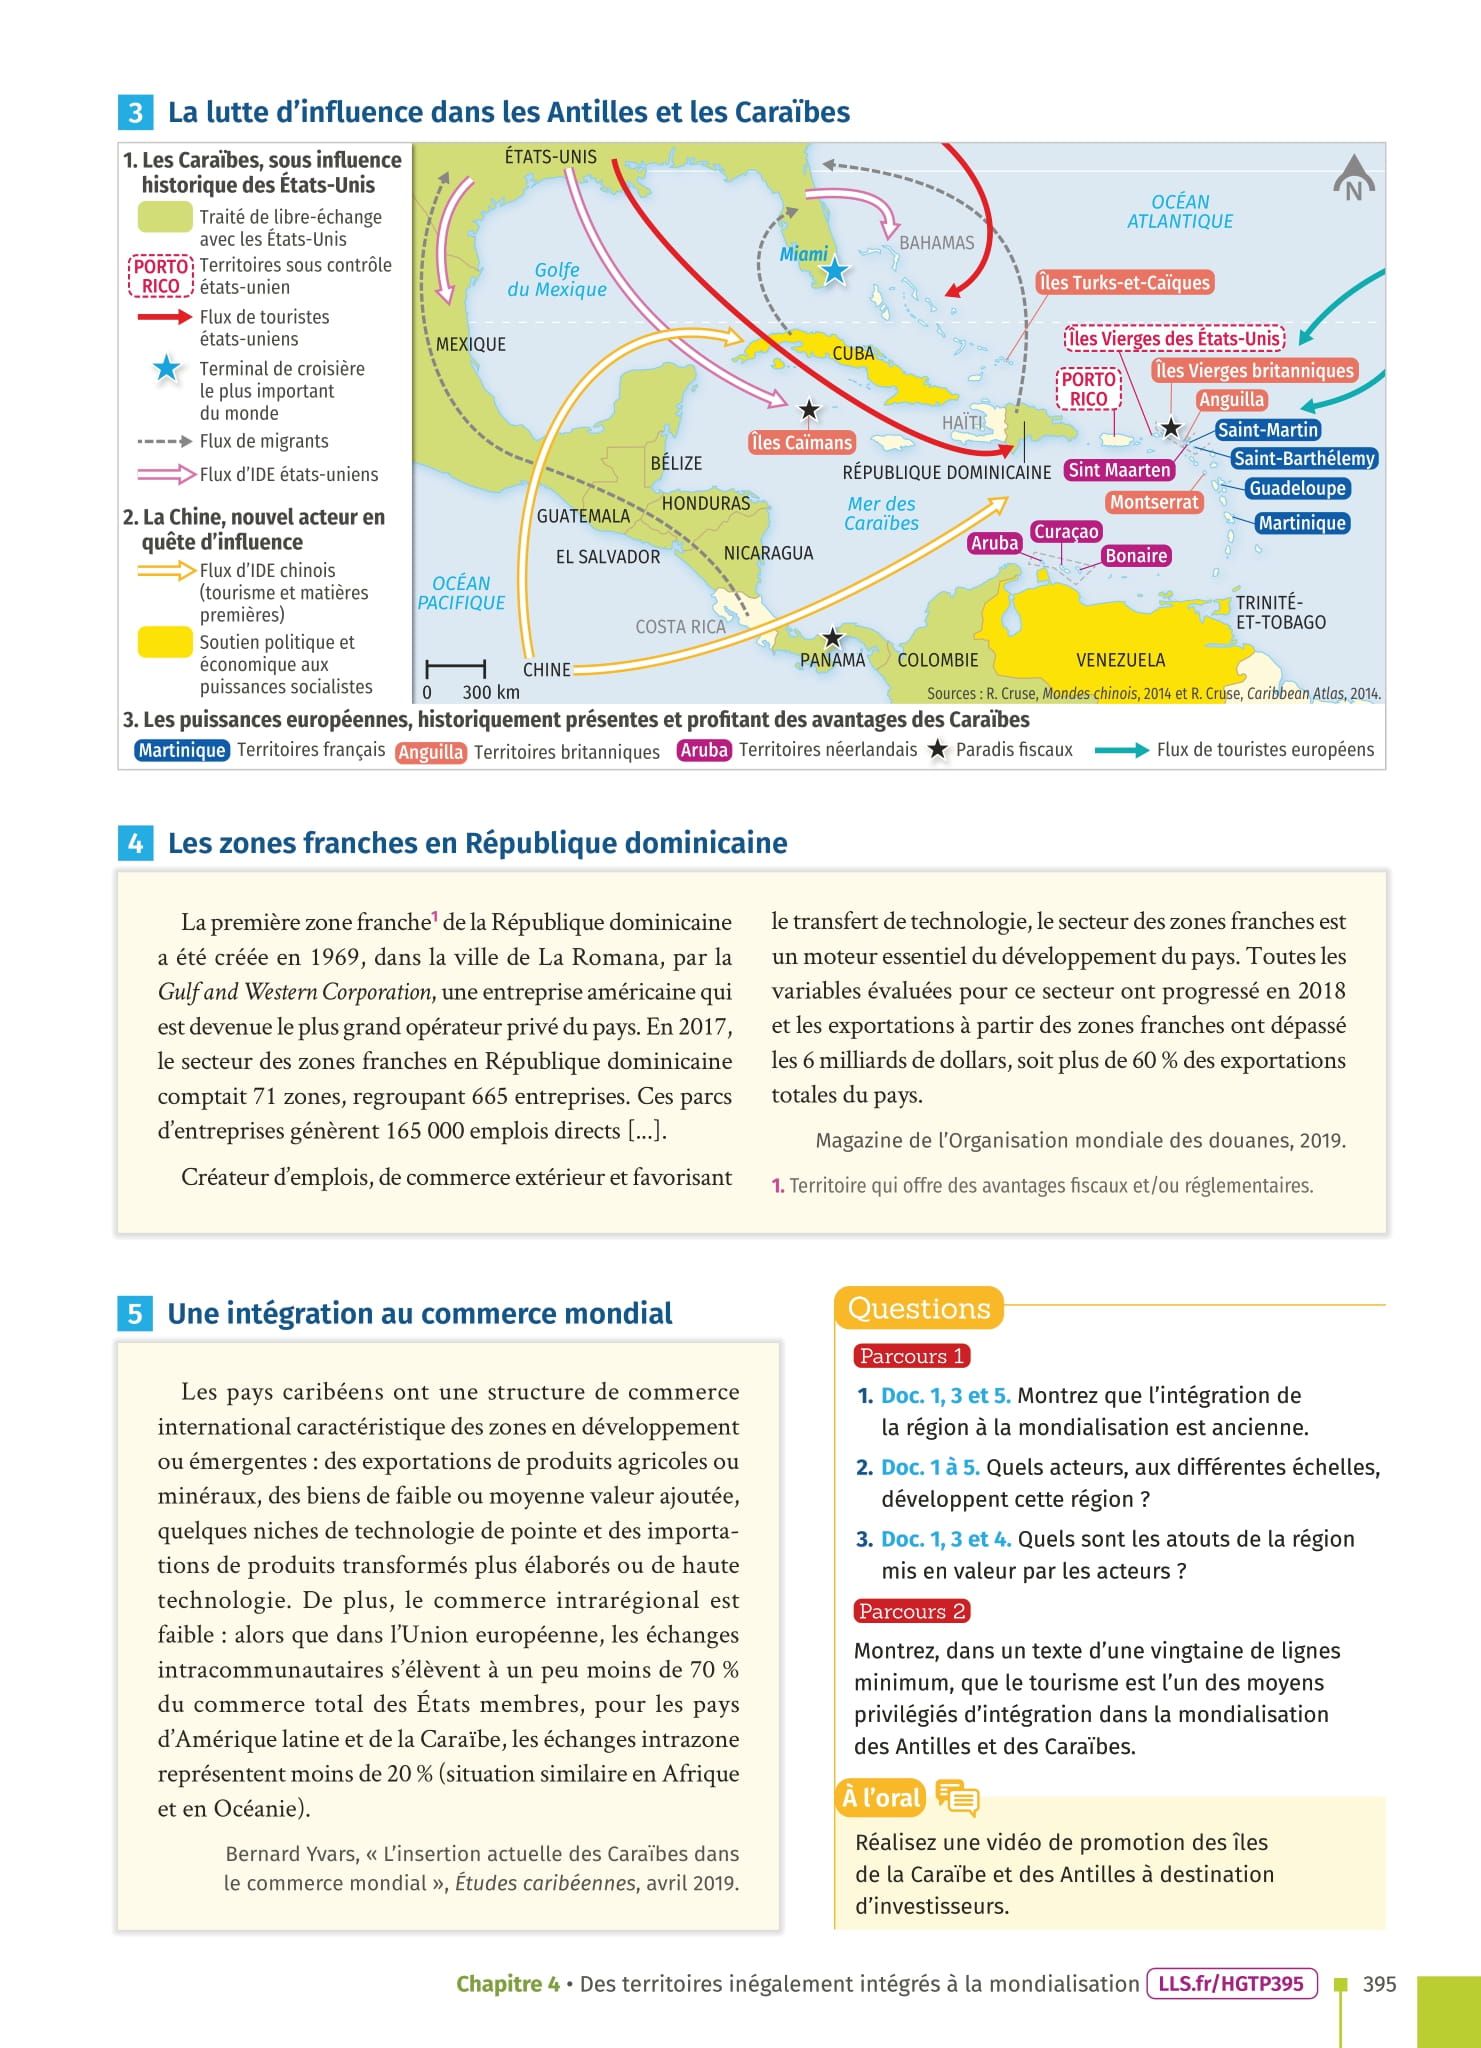 3 La lutte d'influence dans les Antilles et les Caraïbes
1. Les Caraïbes, sous influence
historique des États-Unis
Traité de libre-échange
avec les États-Unis
PORTO
RICO
Territoires sous contrôle
états-unien
Flux de touristes
états-uniens
Terminal de croisière
le plus important
du monde
Flux de migrants
Flux d'IDE états-uniens
2. La Chine, nouvel acteur en
quête d'influence
Flux d'IDE chinois
(tourisme et matières
premières)
Soutien politique et
économique aux
puissances socialistes
ÉTATS-UNIS
N
OCÉAN
ATLANTIQUE
BAHAMAS
Miami
Golfe
du Mexique
Îles Turks-et-Caïques
MEXIQUE
CUBA
Îles Vierges des États-Unis
Îles Vierges britanniques
PORTO
RICO
Anguilla
HAÏTI
Saint-Martin
Îles Caïmans
Saint-Barthélemy
BÉLIZE
RÉPUBLIQUE DOMINICAINE
Sint Maarten
Guadeloupe
HONDURAS
Mer des
Caraïbes
Montserrat
GUATEMALA
Martinique
Curaçao
Aruba
Bonaire
EL SALVADOR
NICARAGUA
OCÉAN
PACIFIQUE
TRINITÉ-
ET-TOBAGO
COSTA RICA
CHINE
PANAMA
COLOMBIE
VENEZUELA
0 300 km
Sources : R. Cruse, Mondes chinois, 2014 et R. Cruse, Caribbean Atlas, 2014.
3. Les puissances européennes, historiquement présentes et profitant des avantages des Caraïbes
Martinique Territoires français Anguilla Territoires britanniques Aruba Territoires néerlandais Paradis fiscaux Flux de touristes européens
4 Les zones franches en République dominicaine
La première zone franche1 de la République dominicaine
a été créée en 1969, dans la ville de La Romana, par la
Gulf and Western Corporation, une entreprise américaine qui
est devenue le plus grand opérateur privé du pays. En 2017,
le secteur des zones franches en République dominicaine
comptait 71 zones, regroupant 665 entreprises. Ces parcs
d'entreprises génèrent 165 000 emplois directs [...].
Créateur d'emplois, de commerce extérieur et favorisant
le transfert de technologie, le secteur des zones franches est
un moteur essentiel du développement du pays. Toutes les
variables évaluées pour ce secteur ont progressé en 2018
et les exportations à partir des zones franches ont dépassé
les 6 milliards de dollars, soit plus de 60 % des exportations
totales du pays.
Magazine de l'Organisation mondiale des douanes, 2019.
1. Territoire qui offre des avantages fiscaux et/ou réglementaires.
5 Une intégration au commerce mondial
Les pays caribéens ont une structure de commerce
international caractéristique des zones en développement
ou émergentes : des exportations de produits agricoles ou
minéraux, des biens de faible ou moyenne valeur ajoutée,
quelques niches de technologie de pointe et des importa-
tions de produits transformés plus élaborés ou de haute
technologie. De plus, le commerce intrarégional est
faible : alors que dans l'Union européenne, les échanges
intracommunautaires s'élèvent à un peu moins de 70 %
du commerce total des États membres, pour les pays
d'Amérique latine et de la Caraïbe, les échanges intrazone
représentent moins de 20 % (situation similaire en Afrique
et en Océanie).
Bernard Yvars, « L'insertion actuelle des Caraïbes dans
le commerce mondial », Études caribéennes, avril 2019.
Questions
Parcours 1
1. Doc. 1, 3 et 5. Montrez que l'intégration de
la région à la mondialisation est ancienne.
2. Doc. 1 à 5. Quels acteurs, aux différentes échelles,
développent cette région ?
3. Doc. 1, 3 et 4. Quels sont les atouts de la région
mis en valeur par les acteurs ?
Parcours 2
Montrez, dans un texte d'une vingtaine de lignes
minimum, que le tourisme est l'un des moyens
privilégiés d'intégration dans la mondialisation
des Antilles et des Caraïbes.
À l'oral
Réalisez une vidéo de promotion des îles
de la Caraïbe et des Antilles à destination
d'investisseurs.
Chapitre 4 • Des territoires inégalement intégrés à la mondialisation LLS.fr/HGTP395 395